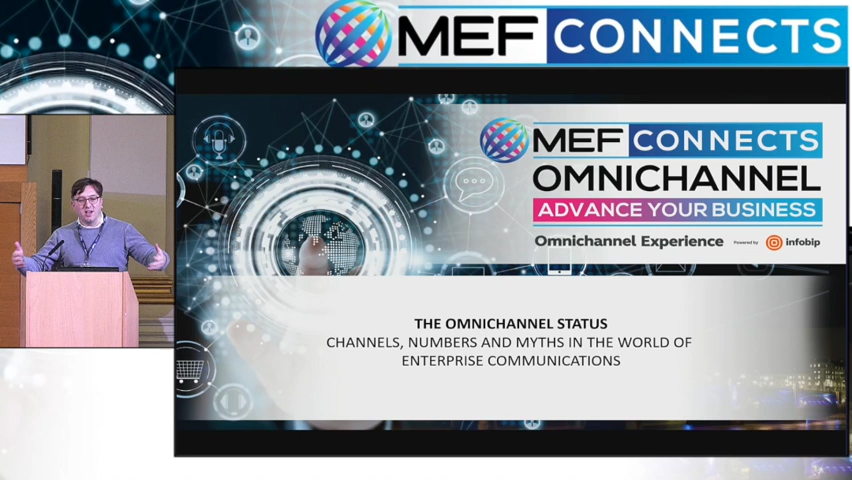 MEF CONNECTS
MEF CONNECTS
OMNICHANNEL
ADVANCE YOUR BUSINESS
Omnichannel Experience Powered by infobip
THE OMNICHANNEL STATUS
CHANNELS, NUMBERS AND MYTHS IN THE WORLD OF
ENTERPRISE COMMUNICATIONS